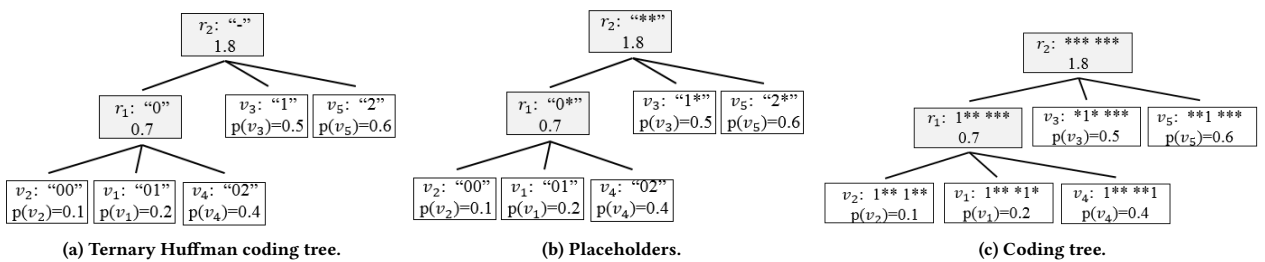 r₂: “-”
1.8
r₁: “0”
0.7
v₃: “1”
p(v₃)=0.5
v₅: “2”
p(v₅)=0.6
v₂: “00”
p(v₂)=0.1
v₁: “01”
p(v₁)=0.2
v₄: “02”
p(v₄)=0.4
(a) Ternary Huffman coding tree.
r₂: “**”
1.8
r₁: “0*”
0.7
v₃: “1*”
p(v₃)=0.5
v₅: “2*”
p(v₅)=0.6
v₂: “00”
p(v₂)=0.1
v₁: “01”
p(v₁)=0.2
v₄: “02”
p(v₄)=0.4
(b) Placeholders.
r₂: *** ***
1.8
r₁: 1** ***
0.7
v₃: *1* ***
p(v₃)=0.5
v₅: **1 ***
p(v₅)=0.6
v₂: 1** 1**
p(v₂)=0.1
v₁: 1** *1*
p(v₁)=0.2
v₄: 1** **1
p(v₄)=0.4
(c) Coding tree.